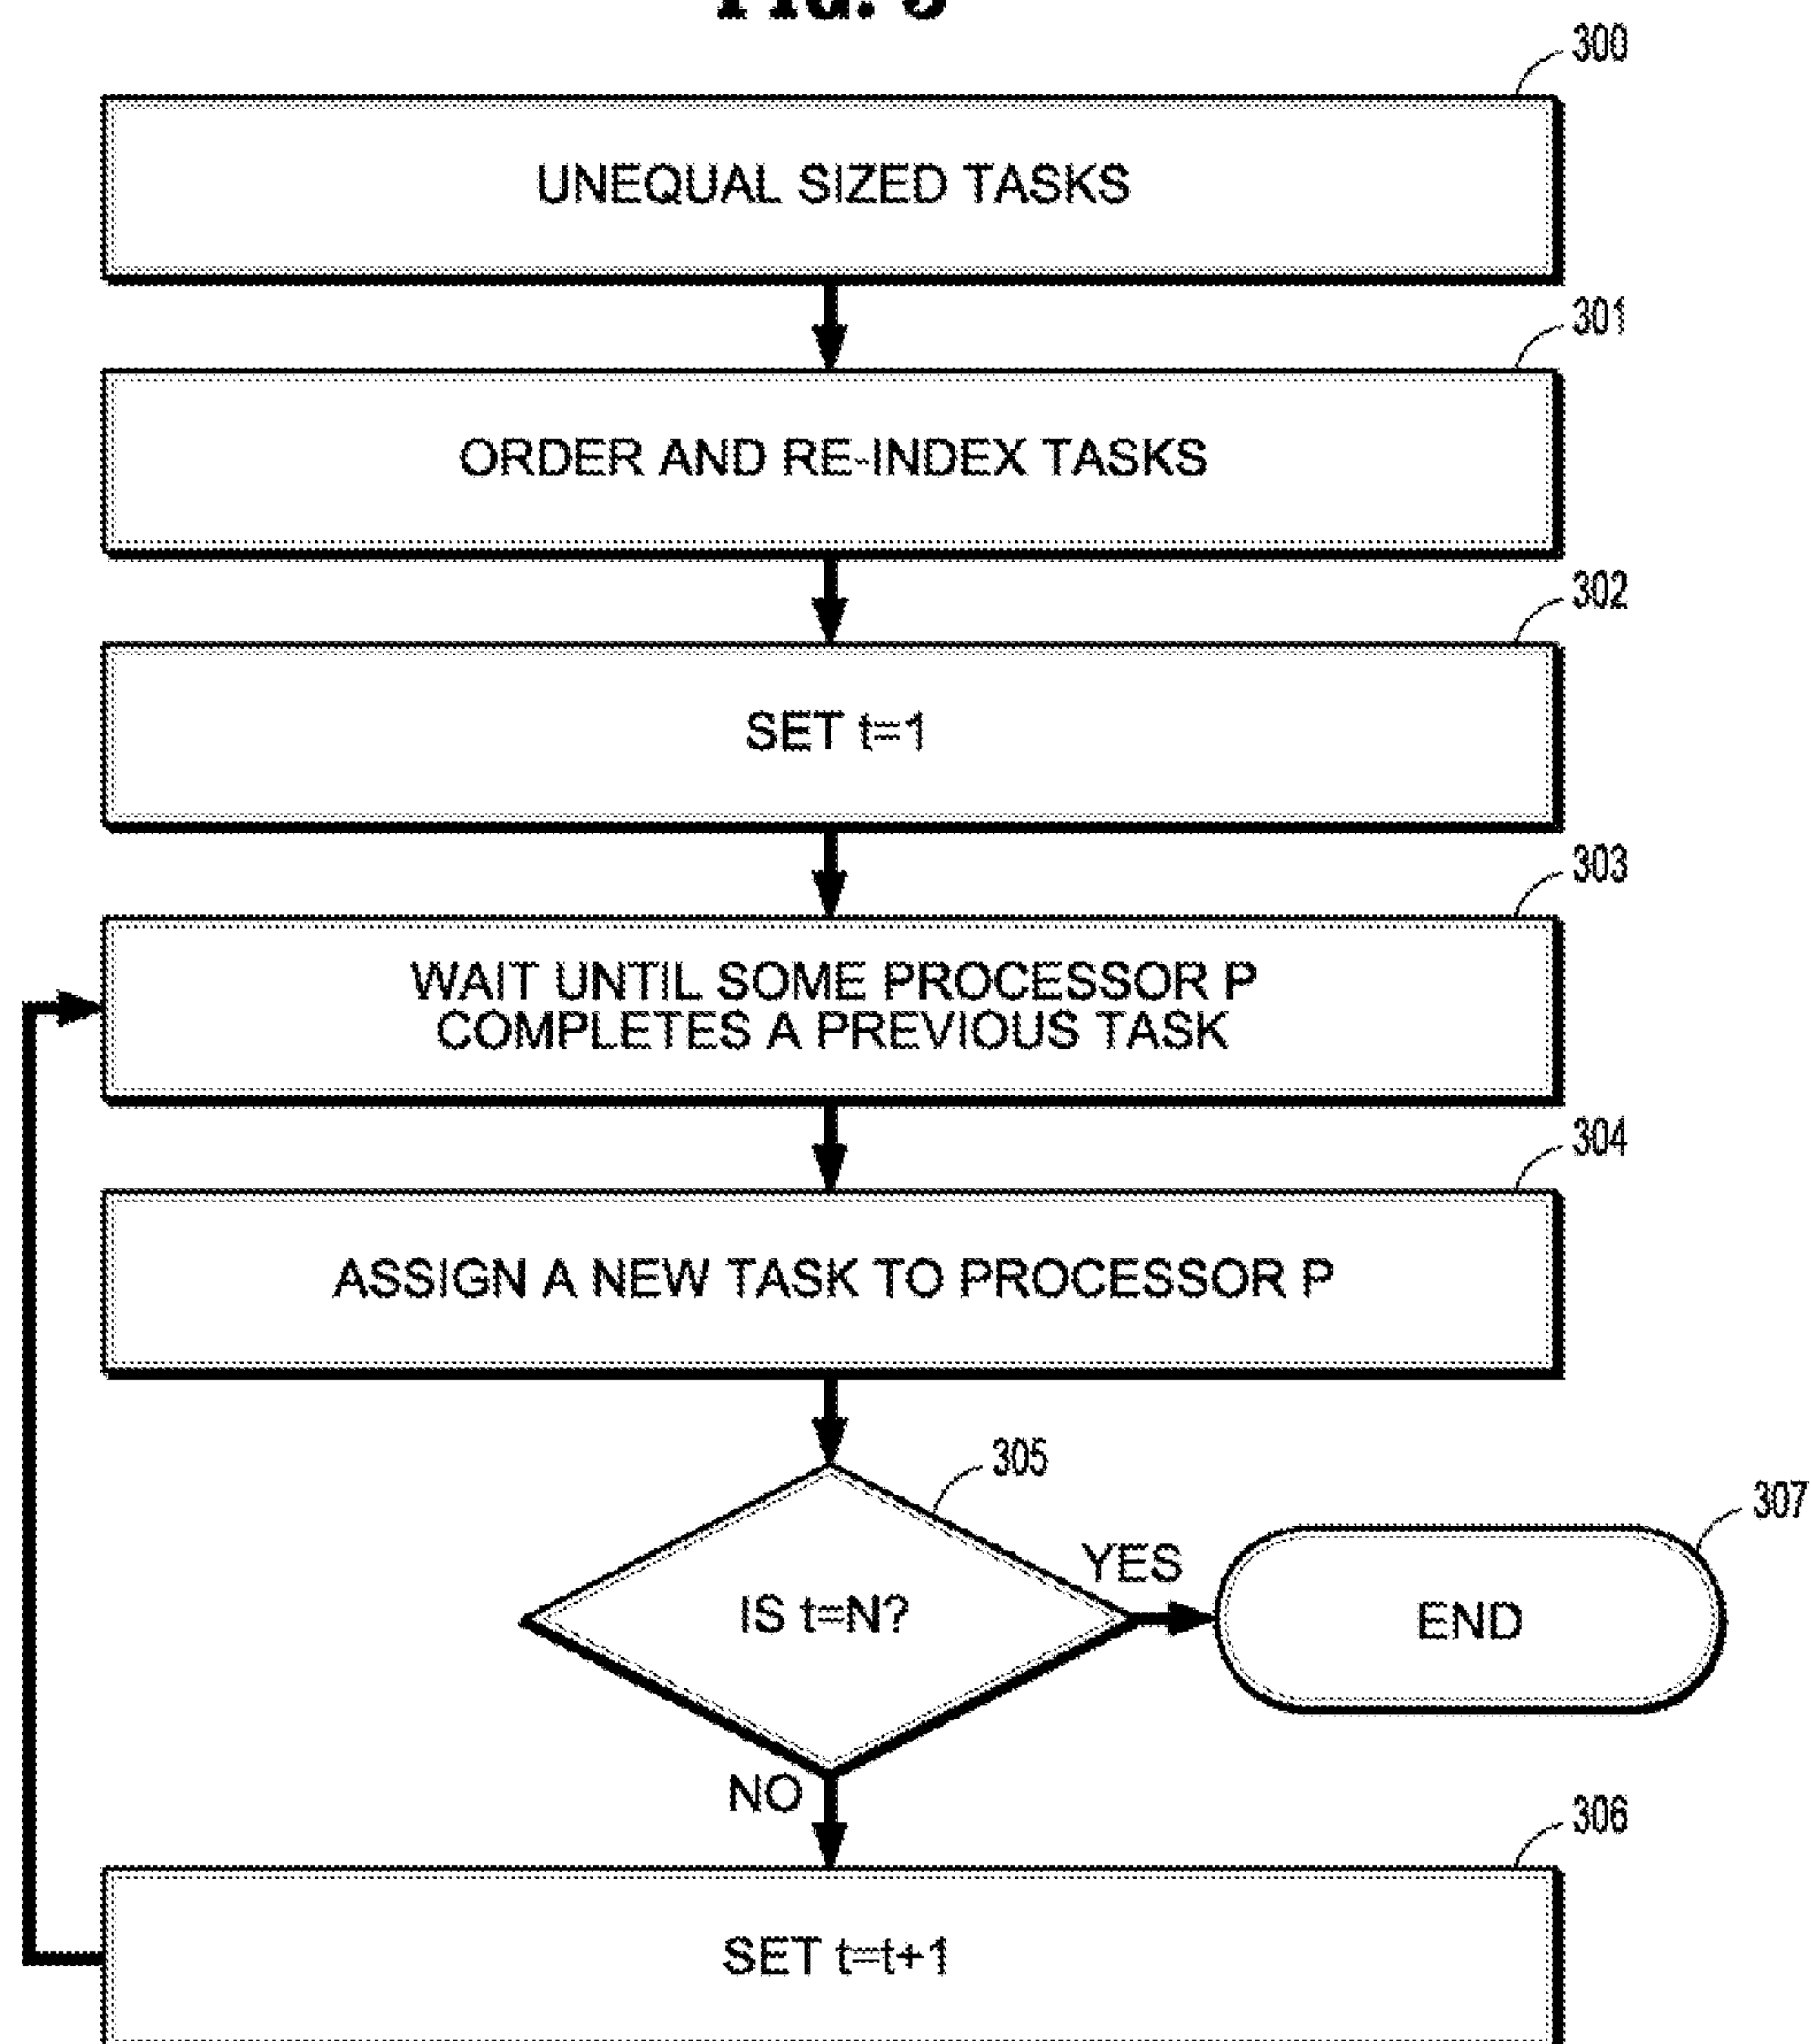 300
UNEQUAL SIZED TASKS
301
ORDER AND RE-INDEX TASKS
302
SET t=1
303
WAIT UNTIL SOME PROCESSOR P
COMPLETES A PREVIOUS TASK
304
ASSIGN A NEW TASK TO PROCESSOR P
305
307
YES
IS t=N?
END
NO
306
SET t=t+1